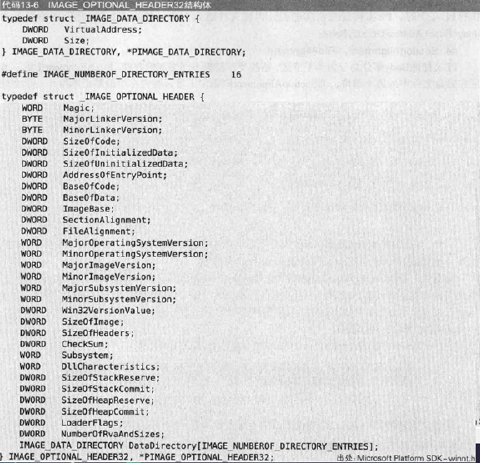 代码13-6 IMAGE_OPTIONAL_HEADER32结构体
typedef struct _IMAGE_DATA_DIRECTORY {
DWORD VirtualAddress;
DWORD Size;
} IMAGE_DATA_DIRECTORY, *PIMAGE_DATA_DIRECTORY;
#define IMAGE_NUMBEROF_DIRECTORY_ENTRIES 16
typedef struct _IMAGE_OPTIONAL HEADER {
WORD Magic;
BYTE MajorLinkerVersion;
BYTE MinorLinkerVersion;
DWORD SizeOfCode;
DWORD SizeOfInitializedData;
DWORD SizeOfUninitializedData;
DWORD AddressOfEntryPoint;
DWORD BaseOfCode;
DWORD BaseOfData;
DWORD ImageBase;
DWORD SectionAlignment;
DWORD FileAlignment;
WORD MajorOperatingSystemVersion;
WORD MinorOperatingSystemVersion;
WORD MajorImageVersion;
WORD MinorImageVersion;
WORD MajorSubsystemVersion;
WORD MinorSubsystemVersion;
DWORD Win32VersionValue;
DWORD SizeOfImage;
DWORD SizeOfHeaders;
DWORD CheckSum;
WORD Subsystem;
WORD DllCharacteristics;
DWORD SizeOfStackReserve;
DWORD SizeOfStackCommit;
DWORD SizeOfHeapReserve;
DWORD SizeOfHeapCommit;
DWORD LoaderFlags;
DWORD NumberOfRvaAndSizes;
IMAGE_DATA_DIRECTORY DataDirectory[IMAGE_NUMBEROF_DIRECTORY_ENTRIES];
} IMAGE_OPTIONAL_HEADER32, *PIMAGE_OPTIONAL_HEADER32;
出处:Microsoft Platform SDK-winnt.h